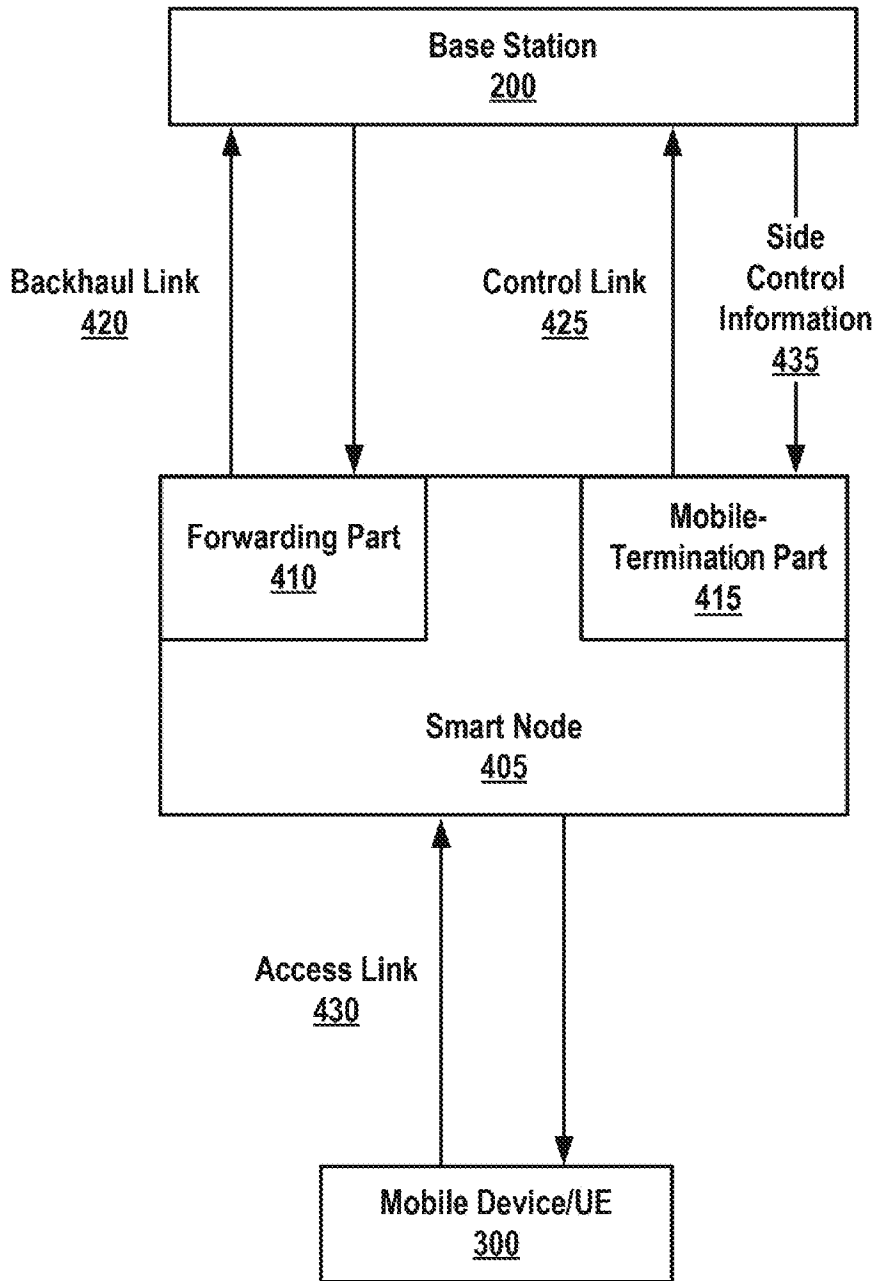 Base Station
200
Backhaul Link
420
Control Link
425
Side
Control
Information
435
Forwarding Part
410
Mobile-
Termination Part
415
Smart Node
405
Access Link
430
Mobile Device/UE
300